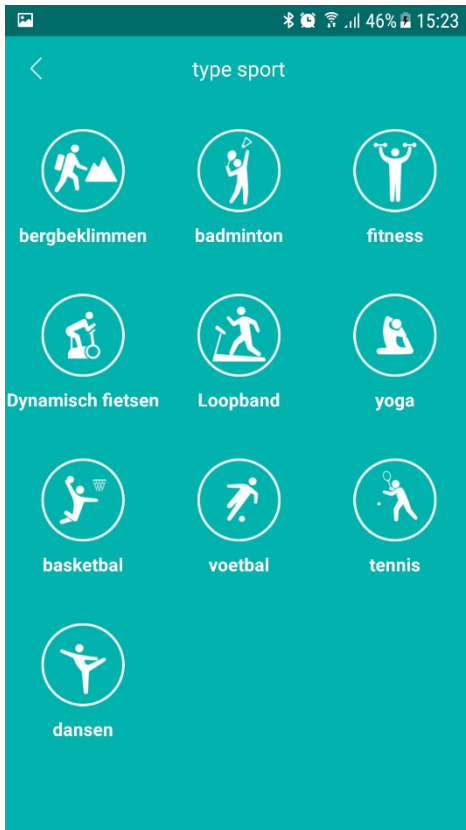 46% 15:23
type sport
bergbeklimmen badminton fitness
Dynamisch fietsen Loopband yoga
basketbal voetbal tennis
dansen